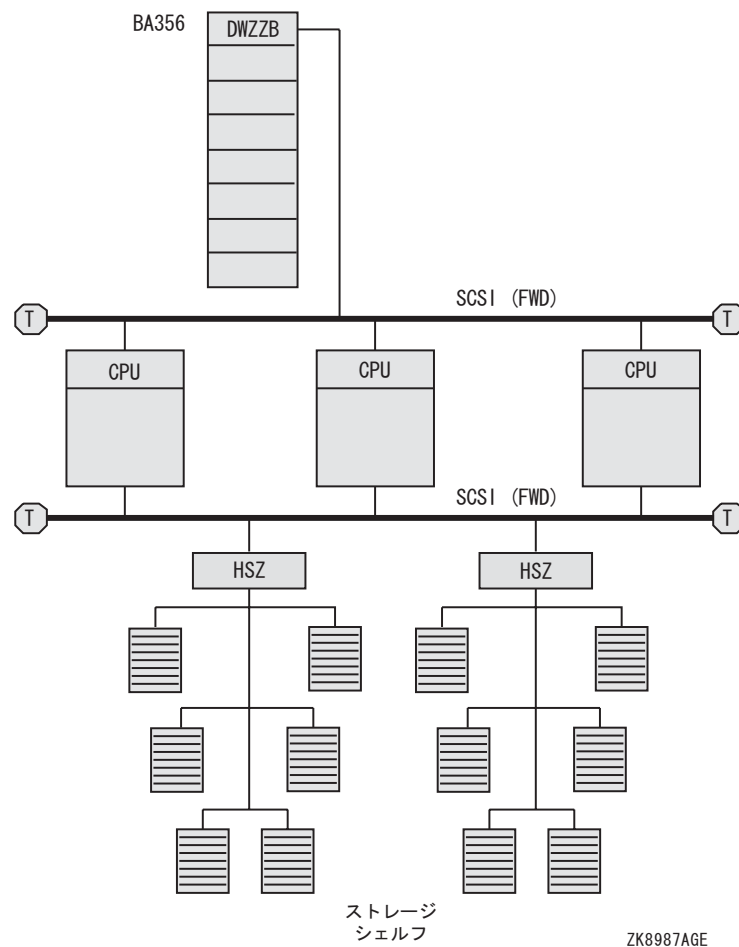 BA356
DWZZB
SCSI (FWD)
T
T
CPU
CPU
CPU
SCSI (FWD)
T
T
HSZ
HSZ
ストレージ
シェルフ
ZK8987AGE